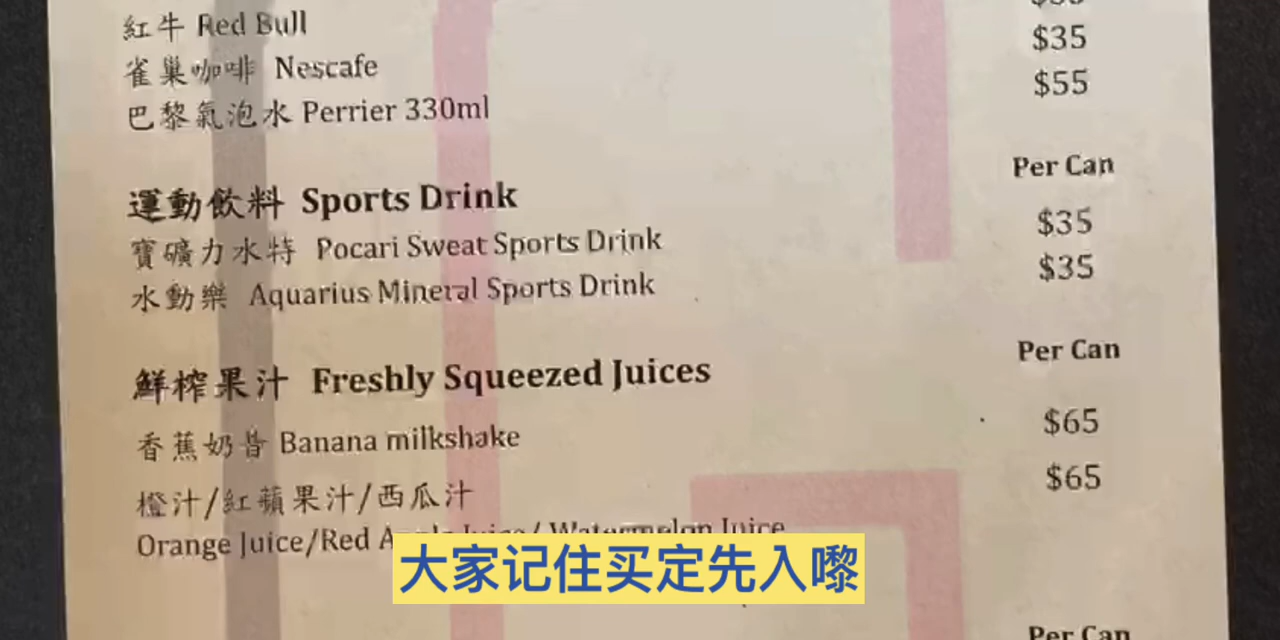 紅牛 Red Bull
$35
雀巢咖啡 Nescafe
$55
巴黎氣泡水 Perrier 330ml
Per Can
運動飲料 Sports Drink
$35
寶礦力水特 Pocari Sweat Sports Drink
$35
水動樂 Aquarius Mineral Sports Drink
Per Can
鮮榨果汁 Freshly Squeezed Juices
$65
香蕉奶昔 Banana milkshake
$65
橙汁/紅蘋果汁/西瓜汁
Orange Juice/Red Apple Juice/ Watermelon Juice
大家记住买定先入嚟
Per Can